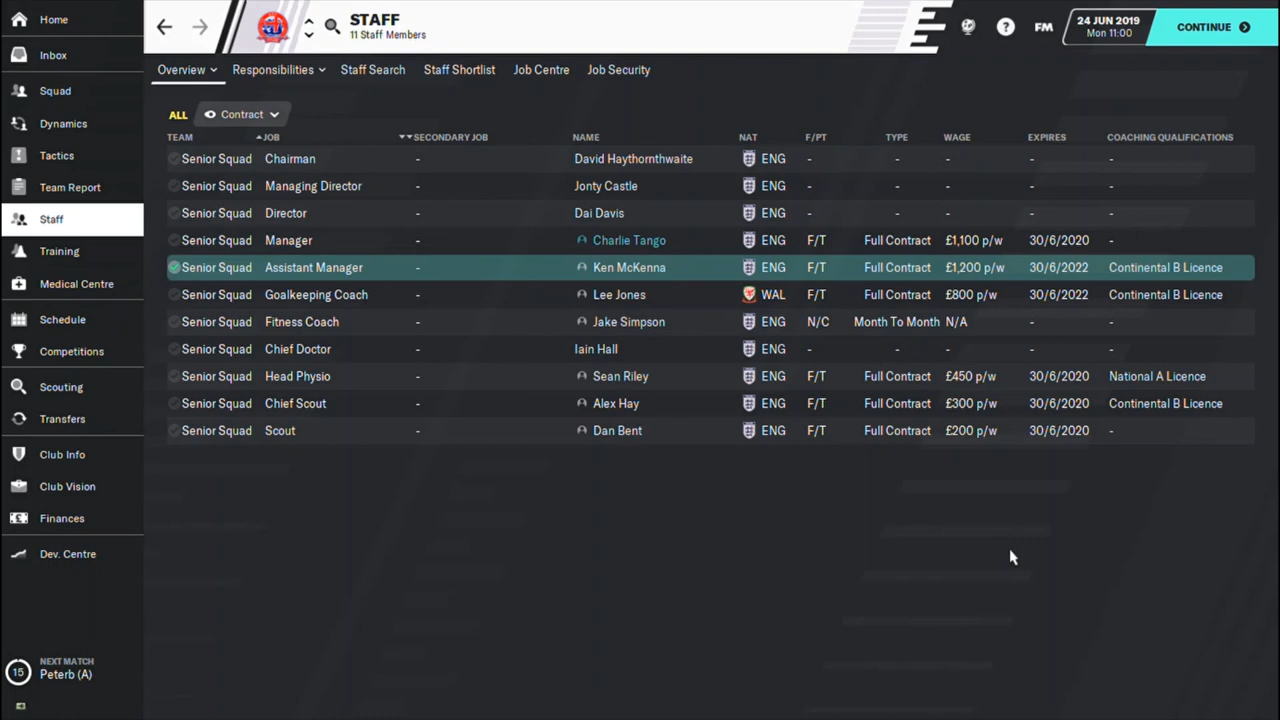 Home
Inbox
Squad
Dynamics
Tactics
Team Report
Staff
Training
Medical Centre
Schedule
Competitions
Scouting
Transfers
Club Info
Club Vision
Finances
Dev. Centre
15
NEXT MATCH
Peterb (A)
STAFF
11 Staff Members
?
FM
24 JUN 2019
Mon 11:00
CONTINUE
Overview Responsibilities Staff Search Staff Shortlist Job Centre Job Security
ALL Contract
TEAM JOB SECONDARY JOB NAME NAT F/PT TYPE WAGE EXPIRES COACHING QUALIFICATIONS
Senior Squad Chairman - David Haythornthwaite ENG - - - - -
Senior Squad Managing Director - Jonty Castle ENG - - - - -
Senior Squad Director - Dai Davis ENG - - - - -
Senior Squad Manager - Charlie Tango ENG F/T Full Contract £1,100 p/w 30/6/2020 -
Senior Squad Assistant Manager - Ken McKenna ENG F/T Full Contract £1,200 p/w 30/6/2022 Continental B Licence
Senior Squad Goalkeeping Coach - Lee Jones WAL F/T Full Contract £800 p/w 30/6/2022 Continental B Licence
Senior Squad Fitness Coach - Jake Simpson ENG N/C Month To Month N/A - -
Senior Squad Chief Doctor - Iain Hall ENG - - - - -
Senior Squad Head Physio - Sean Riley ENG F/T Full Contract £450 p/w 30/6/2020 National A Licence
Senior Squad Chief Scout - Alex Hay ENG F/T Full Contract £300 p/w 30/6/2020 Continental B Licence
Senior Squad Scout - Dan Bent ENG F/T Full Contract £200 p/w 30/6/2020 -